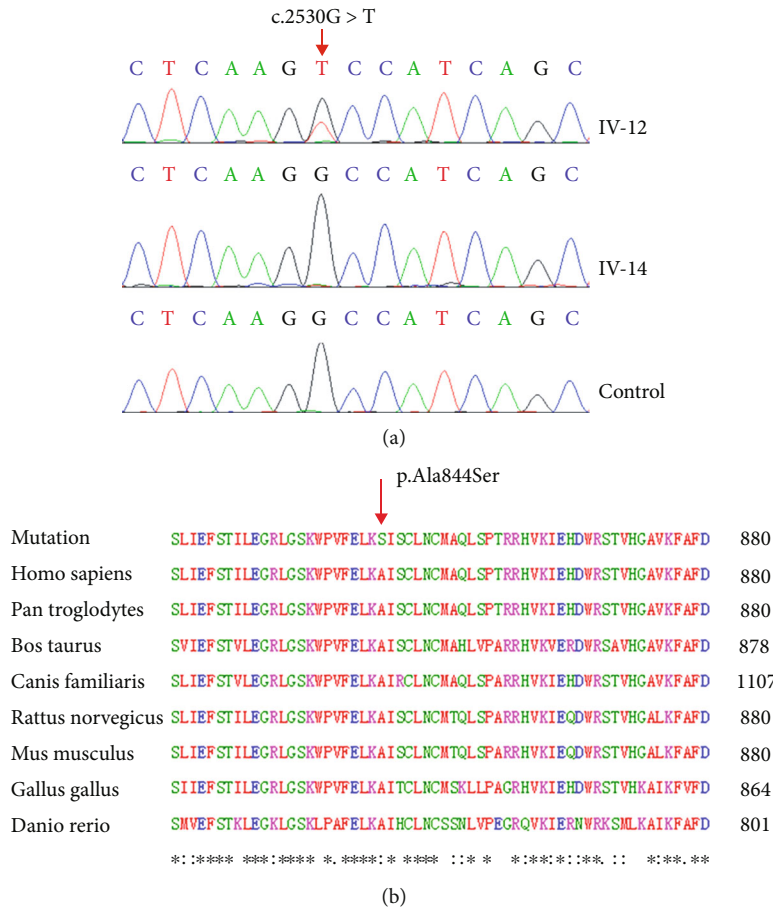 c.2530G > T
C T C A A G T C C A T C A G C
IV-12
C T C A A G G C C A T C A G C
IV-14
C T C A A G G C C A T C A G C
Control
(a)
p.Ala844Ser
Mutation SLIEFSTILEGRLGSKWPVFELKSISCLNCMAQLSPTRRHVKIEHDWRSTVHGAVKFAFD 880
Homo sapiens SLIEFSTILEGRLGSKWPVFELKAISCLNCMAQLSPTRRHVKIEHDWRSTVHGAVKFAFD 880
Pan troglodytes SLIEFSTILEGRLGSKWPVFELKAISCLNCMAQLSPTRRHVKIEHDWRSTVHGAVKFAFD 880
Bos taurus SVIEFSTVLEGRLGSKWPVFELKAISCLNCMAHLVPARRHVKVERDWRSAVHGAVKFAFD 878
Canis familiaris SLIEFSTILEGRLGSKWPVFELKAIRCLNCMAQLSPARRHVKIEHDWRSTVHGAVKFAFD 1107
Rattus norvegicus SLIEFSTILEGRLGSKWPVFELKAISCLNCMTQLSPARRHVKIEQDWRSTVHGALKFAFD 880
Mus musculus SLIEFSTILEGRLGSKWPVFELKAISCLNCMTQLSPARRHVKIEQDWRSTVHGALKFAFD 880
Gallus gallus SIIEFSTILEGRLGSKWPVFELKAITCLNCMSKLLPAGRHVKIEHDWRSTVHKAIKFVFD 864
Danio rerio SMVEFSTKLEGKLGSKLPAFELKAIHCLNCSSNLVPEGRQVKIERNWRKSMLKAIKFAFD 801
*::**** ***:**** *.****:* **** ::* *  *:**:*::**.::  *:**.**
(b)